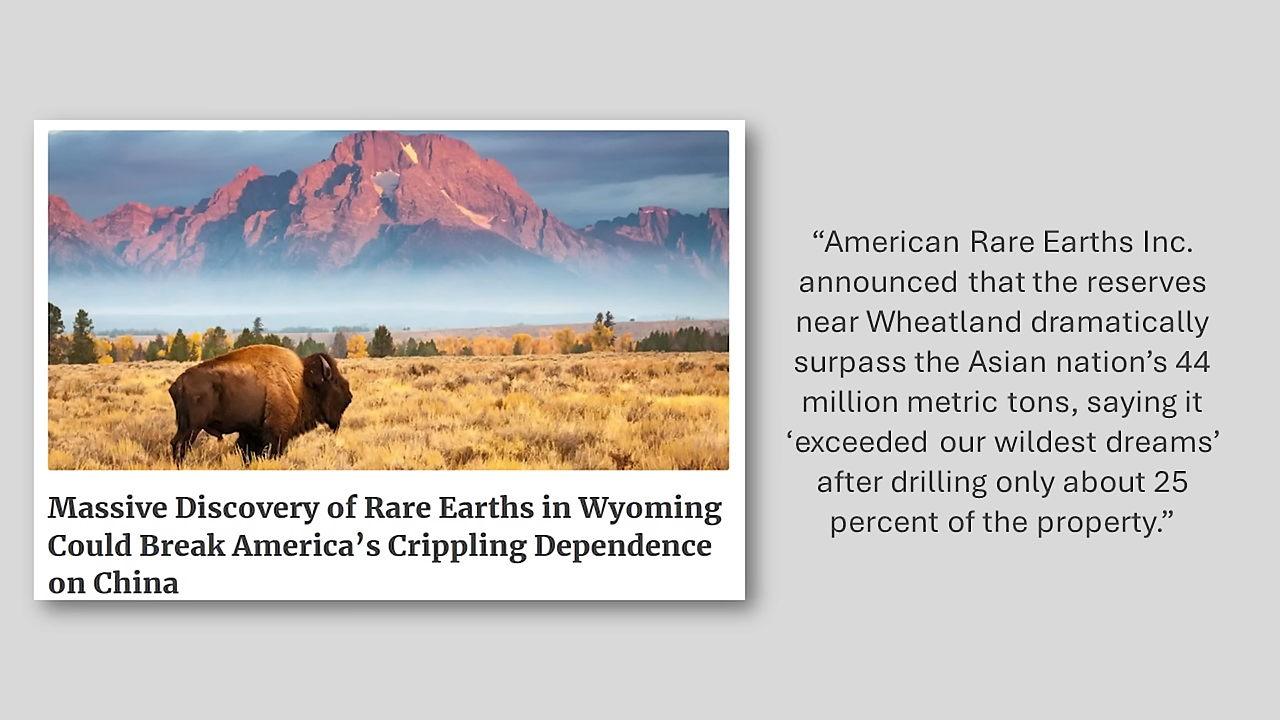 Massive Discovery of Rare Earths in Wyoming
Could Break America’s Crippling Dependence
on China
“American Rare Earths Inc.
announced that the reserves
near Wheatland dramatically
surpass the Asian nation’s 44
million metric tons, saying it
‘exceeded our wildest dreams’
after drilling only about 25
percent of the property.”